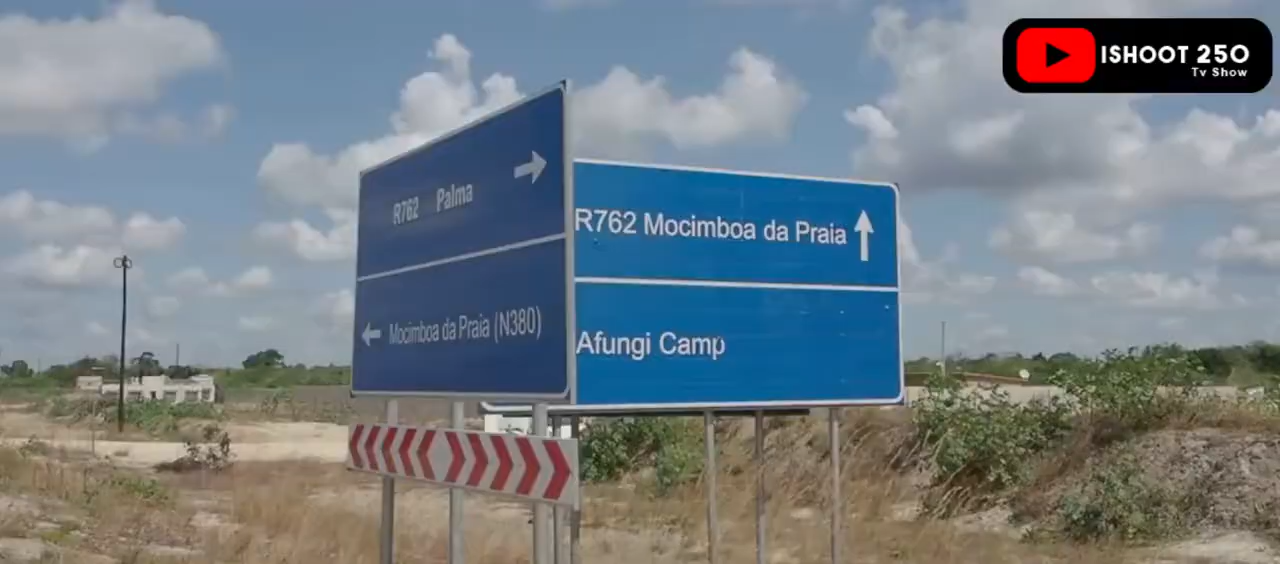 ISHOOT 250
Tv Show
R762 Palma
Mocimboa da Praia (N380)
R762 Mocimboa da Praia
Afungi Camp